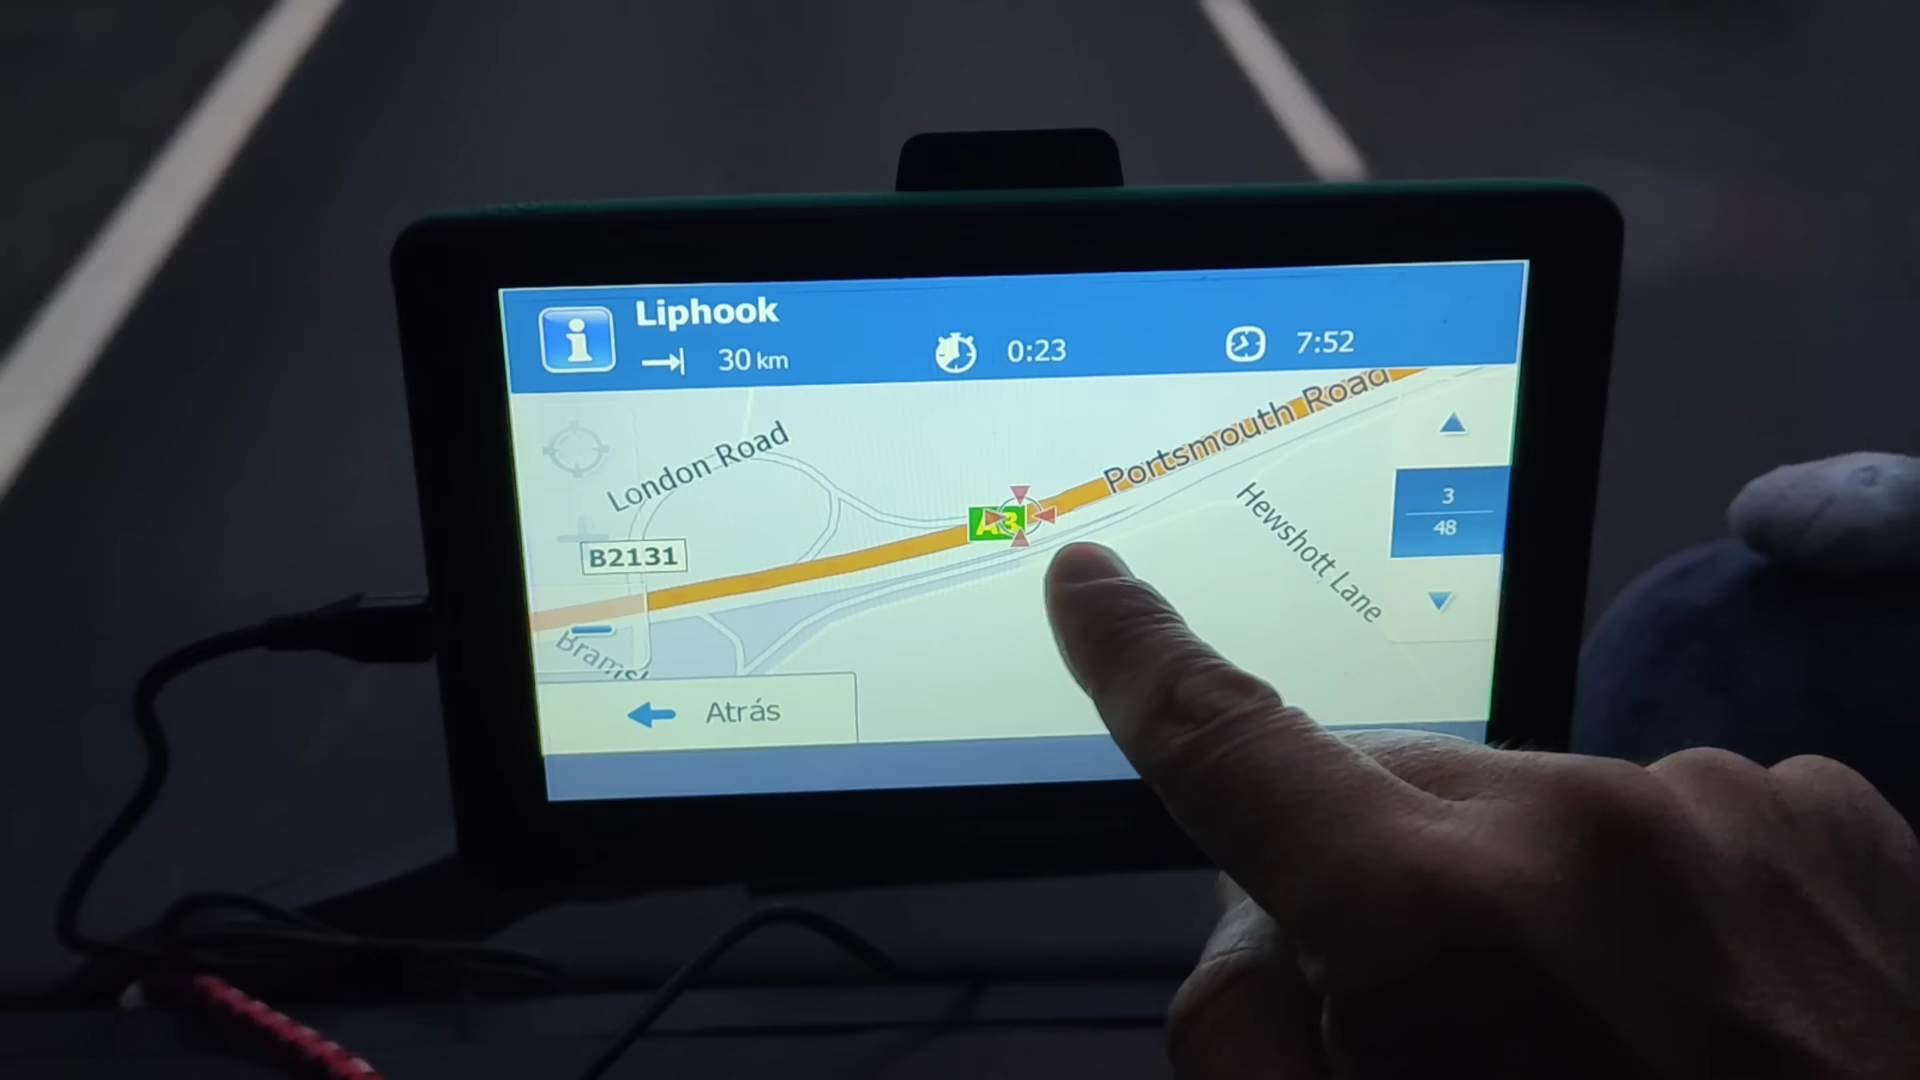 Liphook
30 km
0:23
7:52
Portsmouth Road
London Road
A3
3
48
Hewshott Lane
B2131
Atrás